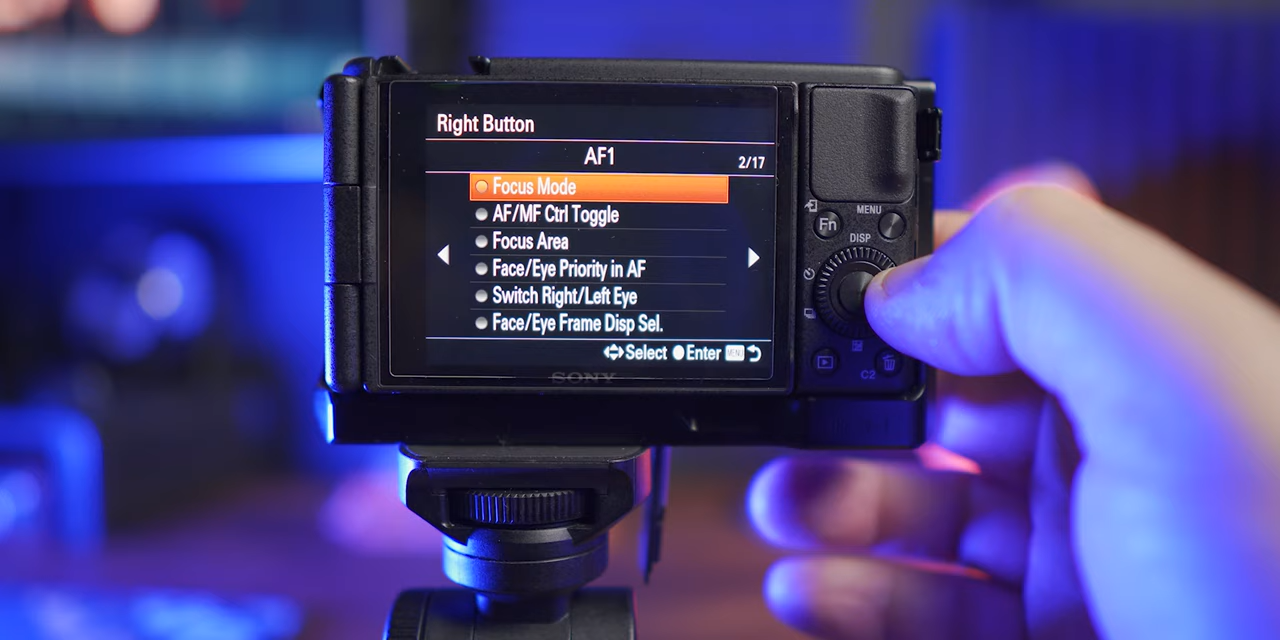 Right Button
AF1
2/17
Focus Mode
AF/MF Ctrl Toggle
Focus Area
Face/Eye Priority in AF
Switch Right/Left Eye
Face/Eye Frame Disp Sel.
Select Enter MENU
SONY
MENU
Fn
DISP
C2